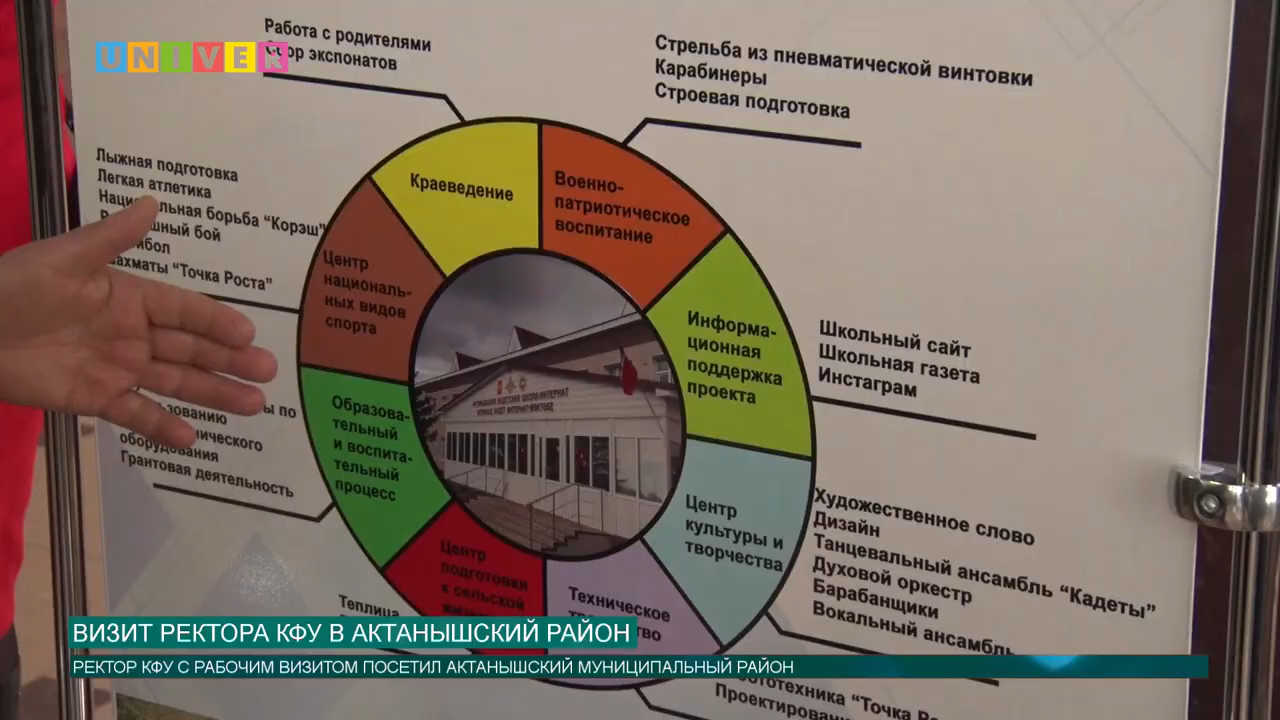 UNIVER
Работа с родителями
экспонатов
Стрельба из пневматической винтовки
Карабинеры
Строевая подготовка
Краеведение
Военно-
патриотическое
воспитание
Лыжная подготовка
Легкая атлетика
борьба “Корэш”
бой
“Точка Роста”
Центр
националь-
ных видов
спорта
Информа-
ционная
поддержка
проекта
Школьный сайт
Школьная газета
Инстаграм
Образова-
тельный
и воспита-
тельный
процесс
по
оборудования
Грантовая деятельность
Центр
культуры и
творчества
Художественное слово
Дизайн
Танцевальный ансамбль “Кадеты”
Духовой оркестр
Барабанщики
Вокальный ансамбль
Центр
подготовки
к сельской
Техническое
Теплица
ВИЗИТ РЕКТОРА КФУ В АКТАНЫШСКИЙ РАЙОН
РЕКТОР КФУ С РАБОЧИМ ВИЗИТОМ ПОСЕТИЛ АКТАНЫШСКИЙ МУНИЦИПАЛЬНЫЙ РАЙОН
“Точка